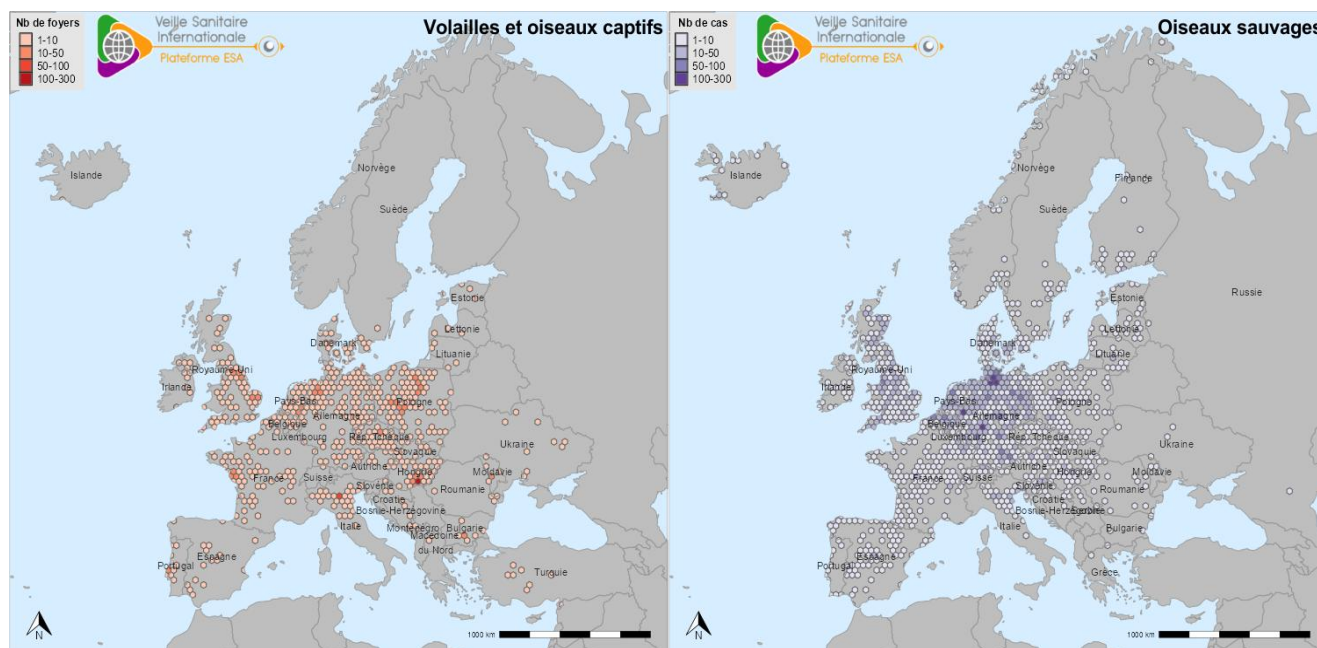 Nb de foyers
1-10
10-50
50-100
100-300
Veille Sanitaire
Internationale
Plateforme ESA
Volailles et oiseaux captifs
Islande
Norvège
Suède
Estonie
Lettonie
Danemark
Lituanie
Royaume-Uni
Irlande
Pays-Bas
Pologne
Allemagne
Belgique
Luxembourg
Rép. Tchèque
Ukraine
Slovaquie
Autriche
Hongrie
Moldavie
France
Suisse
Slovénie
Roumanie
Croatie
Bosnie-Herzégovine
Italie
Monténégro
Bulgarie
Macédoine
du Nord
Espagne
Portugal
Turquie
N
1000 km
Nb de cas
1-10
10-50
50-100
100-300
Veille Sanitaire
Internationale
Plateforme ESA
Oiseaux sauvages
Islande
Norvège
Finlande
Suède
Russie
Estonie
Lettonie
Danemark
Lituanie
Royaume-Uni
Irlande
Pays-Bas
Pologne
Allemagne
Belgique
Luxembourg
Rép. Tchèque
Ukraine
Slovaquie
Autriche
Hongrie
Moldavie
France
Suisse
Slovénie
Roumanie
Croatie
Bosnie-Herzégovine
Serbie
Italie
Bulgarie
Espagne
Portugal
Grèce
N
1000 km